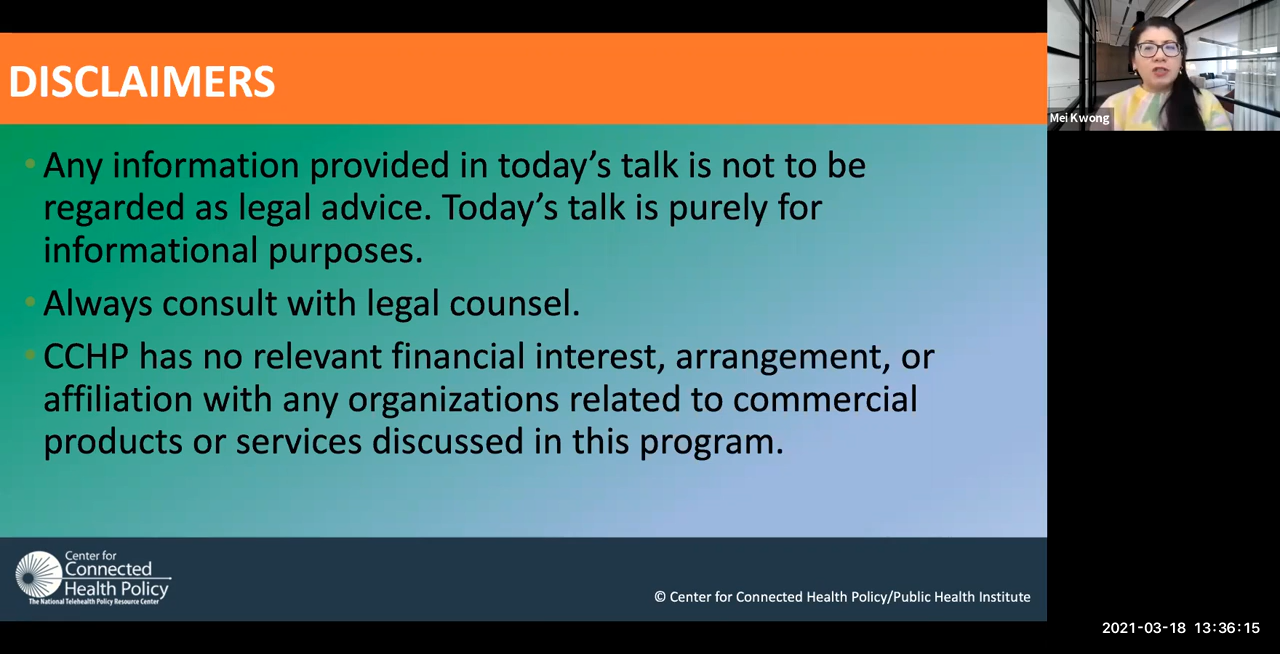 DISCLAIMERS
Mei Kwong
• Any information provided in today’s talk is not to be
regarded as legal advice. Today’s talk is purely for
informational purposes.
• Always consult with legal counsel.
• CCHP has no relevant financial interest, arrangement, or
affiliation with any organizations related to commercial
products or services discussed in this program.
Center for
Connected
Health Policy
The National Telehealth Policy Resource Center
© Center for Connected Health Policy/Public Health Institute
2021-03-18 13:36:15